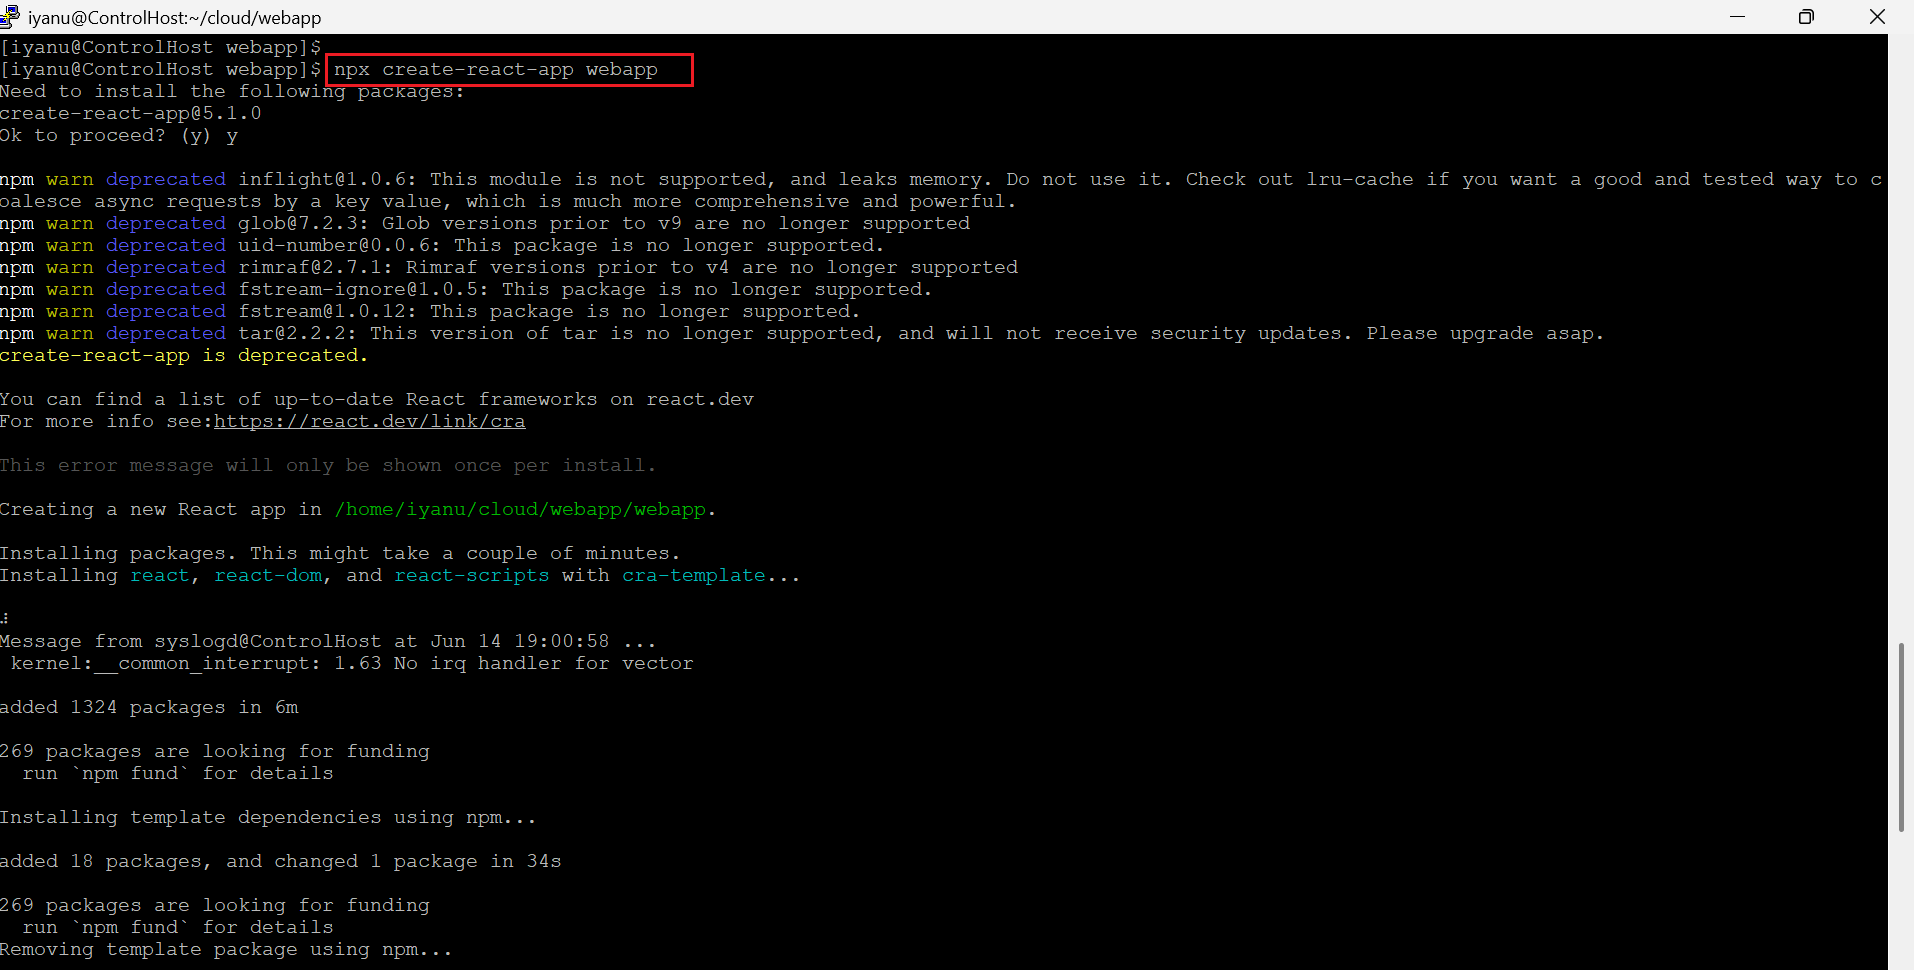 iyanu@ControlHost:~/cloud/webapp
[iyanu@ControlHost webapp]$
[iyanu@ControlHost webapp]$ npx create-react-app webapp
Need to install the following packages:
create-react-app@5.1.0
Ok to proceed? (y) y
npm warn deprecated inflight@1.0.6: This module is not supported, and leaks memory. Do not use it. Check out lru-cache if you want a good and tested way to c
oalesce async requests by a key value, which is much more comprehensive and powerful.
npm warn deprecated glob@7.2.3: Glob versions prior to v9 are no longer supported
npm warn deprecated uid-number@0.0.6: This package is no longer supported.
npm warn deprecated rimraf@2.7.1: Rimraf versions prior to v4 are no longer supported
npm warn deprecated fstream-ignore@1.0.5: This package is no longer supported.
npm warn deprecated fstream@1.0.12: This package is no longer supported.
npm warn deprecated tar@2.2.2: This version of tar is no longer supported, and will not receive security updates. Please upgrade asap.
create-react-app is deprecated.
You can find a list of up-to-date React frameworks on react.dev
For more info see:https://react.dev/link/cra
This error message will only be shown once per install.
Creating a new React app in /home/iyanu/cloud/webapp/webapp.
Installing packages. This might take a couple of minutes.
Installing react, react-dom, and react-scripts with cra-template...
Message from syslogd@ControlHost at Jun 14 19:00:58 ...
kernel:__common_interrupt: 1.63 No irq handler for vector
added 1324 packages in 6m
269 packages are looking for funding
run `npm fund` for details
Installing template dependencies using npm...
added 18 packages, and changed 1 package in 34s
269 packages are looking for funding
run `npm fund` for details
Removing template package using npm...